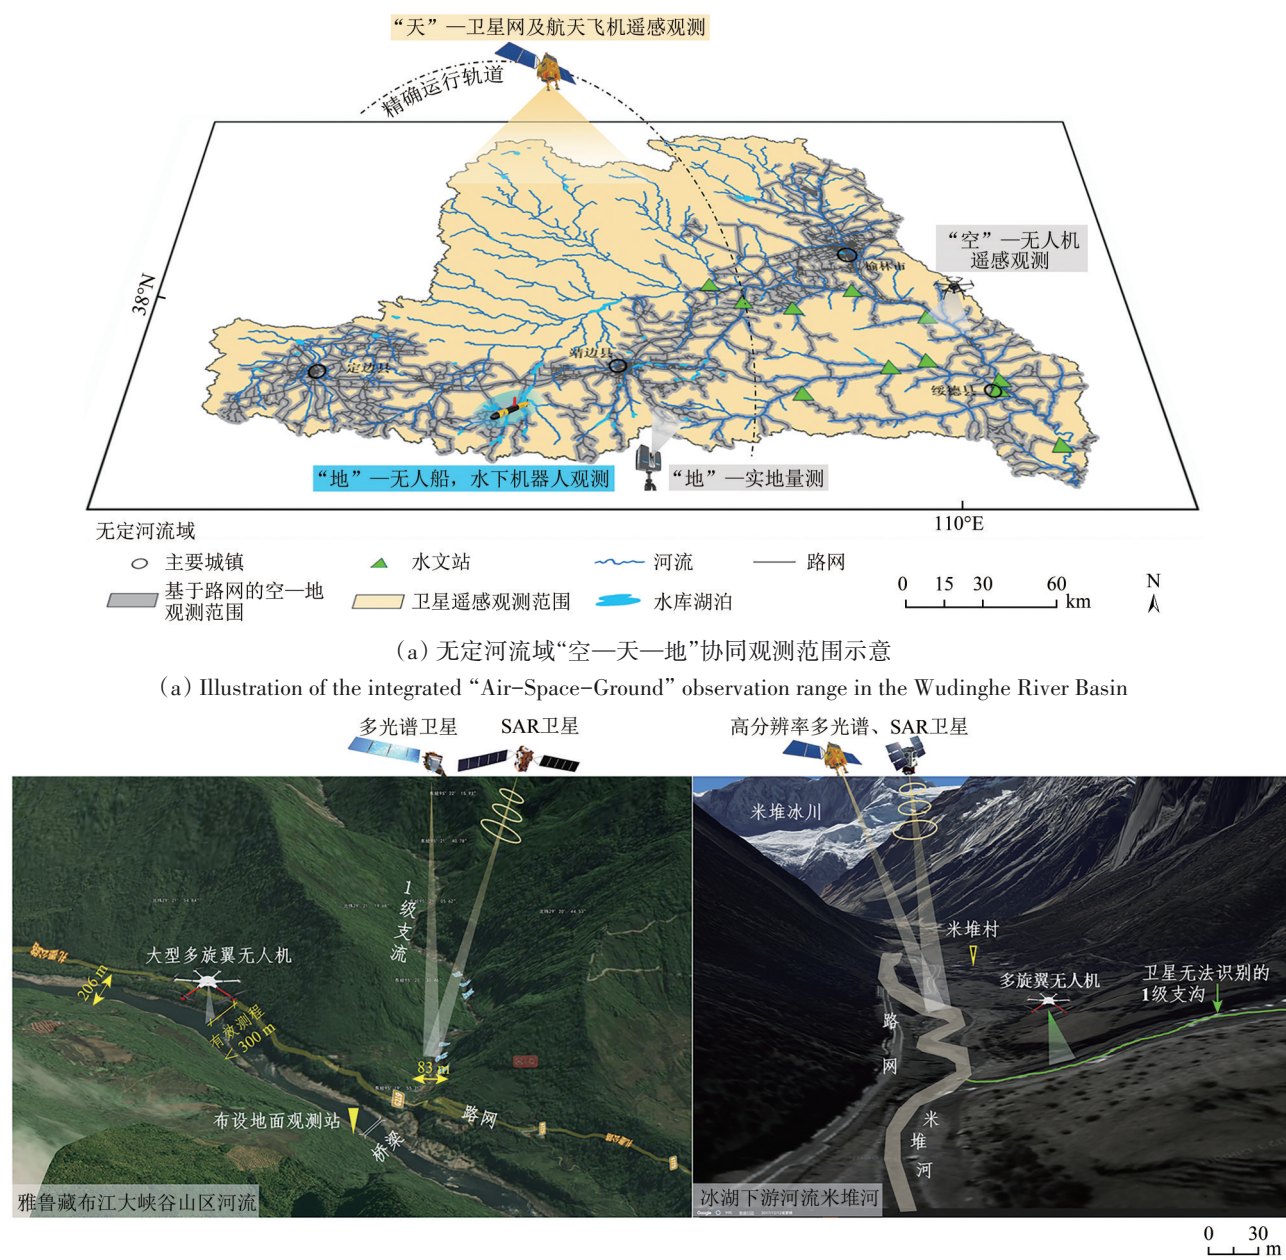 “天”—卫星网及航天飞机遥感观测
精确运行轨道
“空”—无人机
遥感观测
榆林市
38°N
靖边县
定边县
绥德县
“地”—无人船，水下机器人观测
“地”—实地量测
110°E
无定河流域
主要城镇
水文站
河流
路网
基于路网的空—地
观测范围
卫星遥感观测范围
水库湖泊
0 15 30 60
km
N
（a）无定河流域“空—天—地”协同观测范围示意
（a）Illustration of the integrated “Air–Space–Ground” observation range in the Wudinghe River Basin
多光谱卫星
SAR卫星
高分辨率多光谱、SAR卫星
1级支流
大型多旋翼无人机
206 m
有效测程
< 300 m
83 m
布设地面观测站
桥梁
路网
雅鲁藏布江大峡谷山区河流
米堆冰川
米堆村
多旋翼无人机
卫星无法识别的
1级支沟
路网
米堆河
冰湖下游河流米堆河
Google
0 30
m